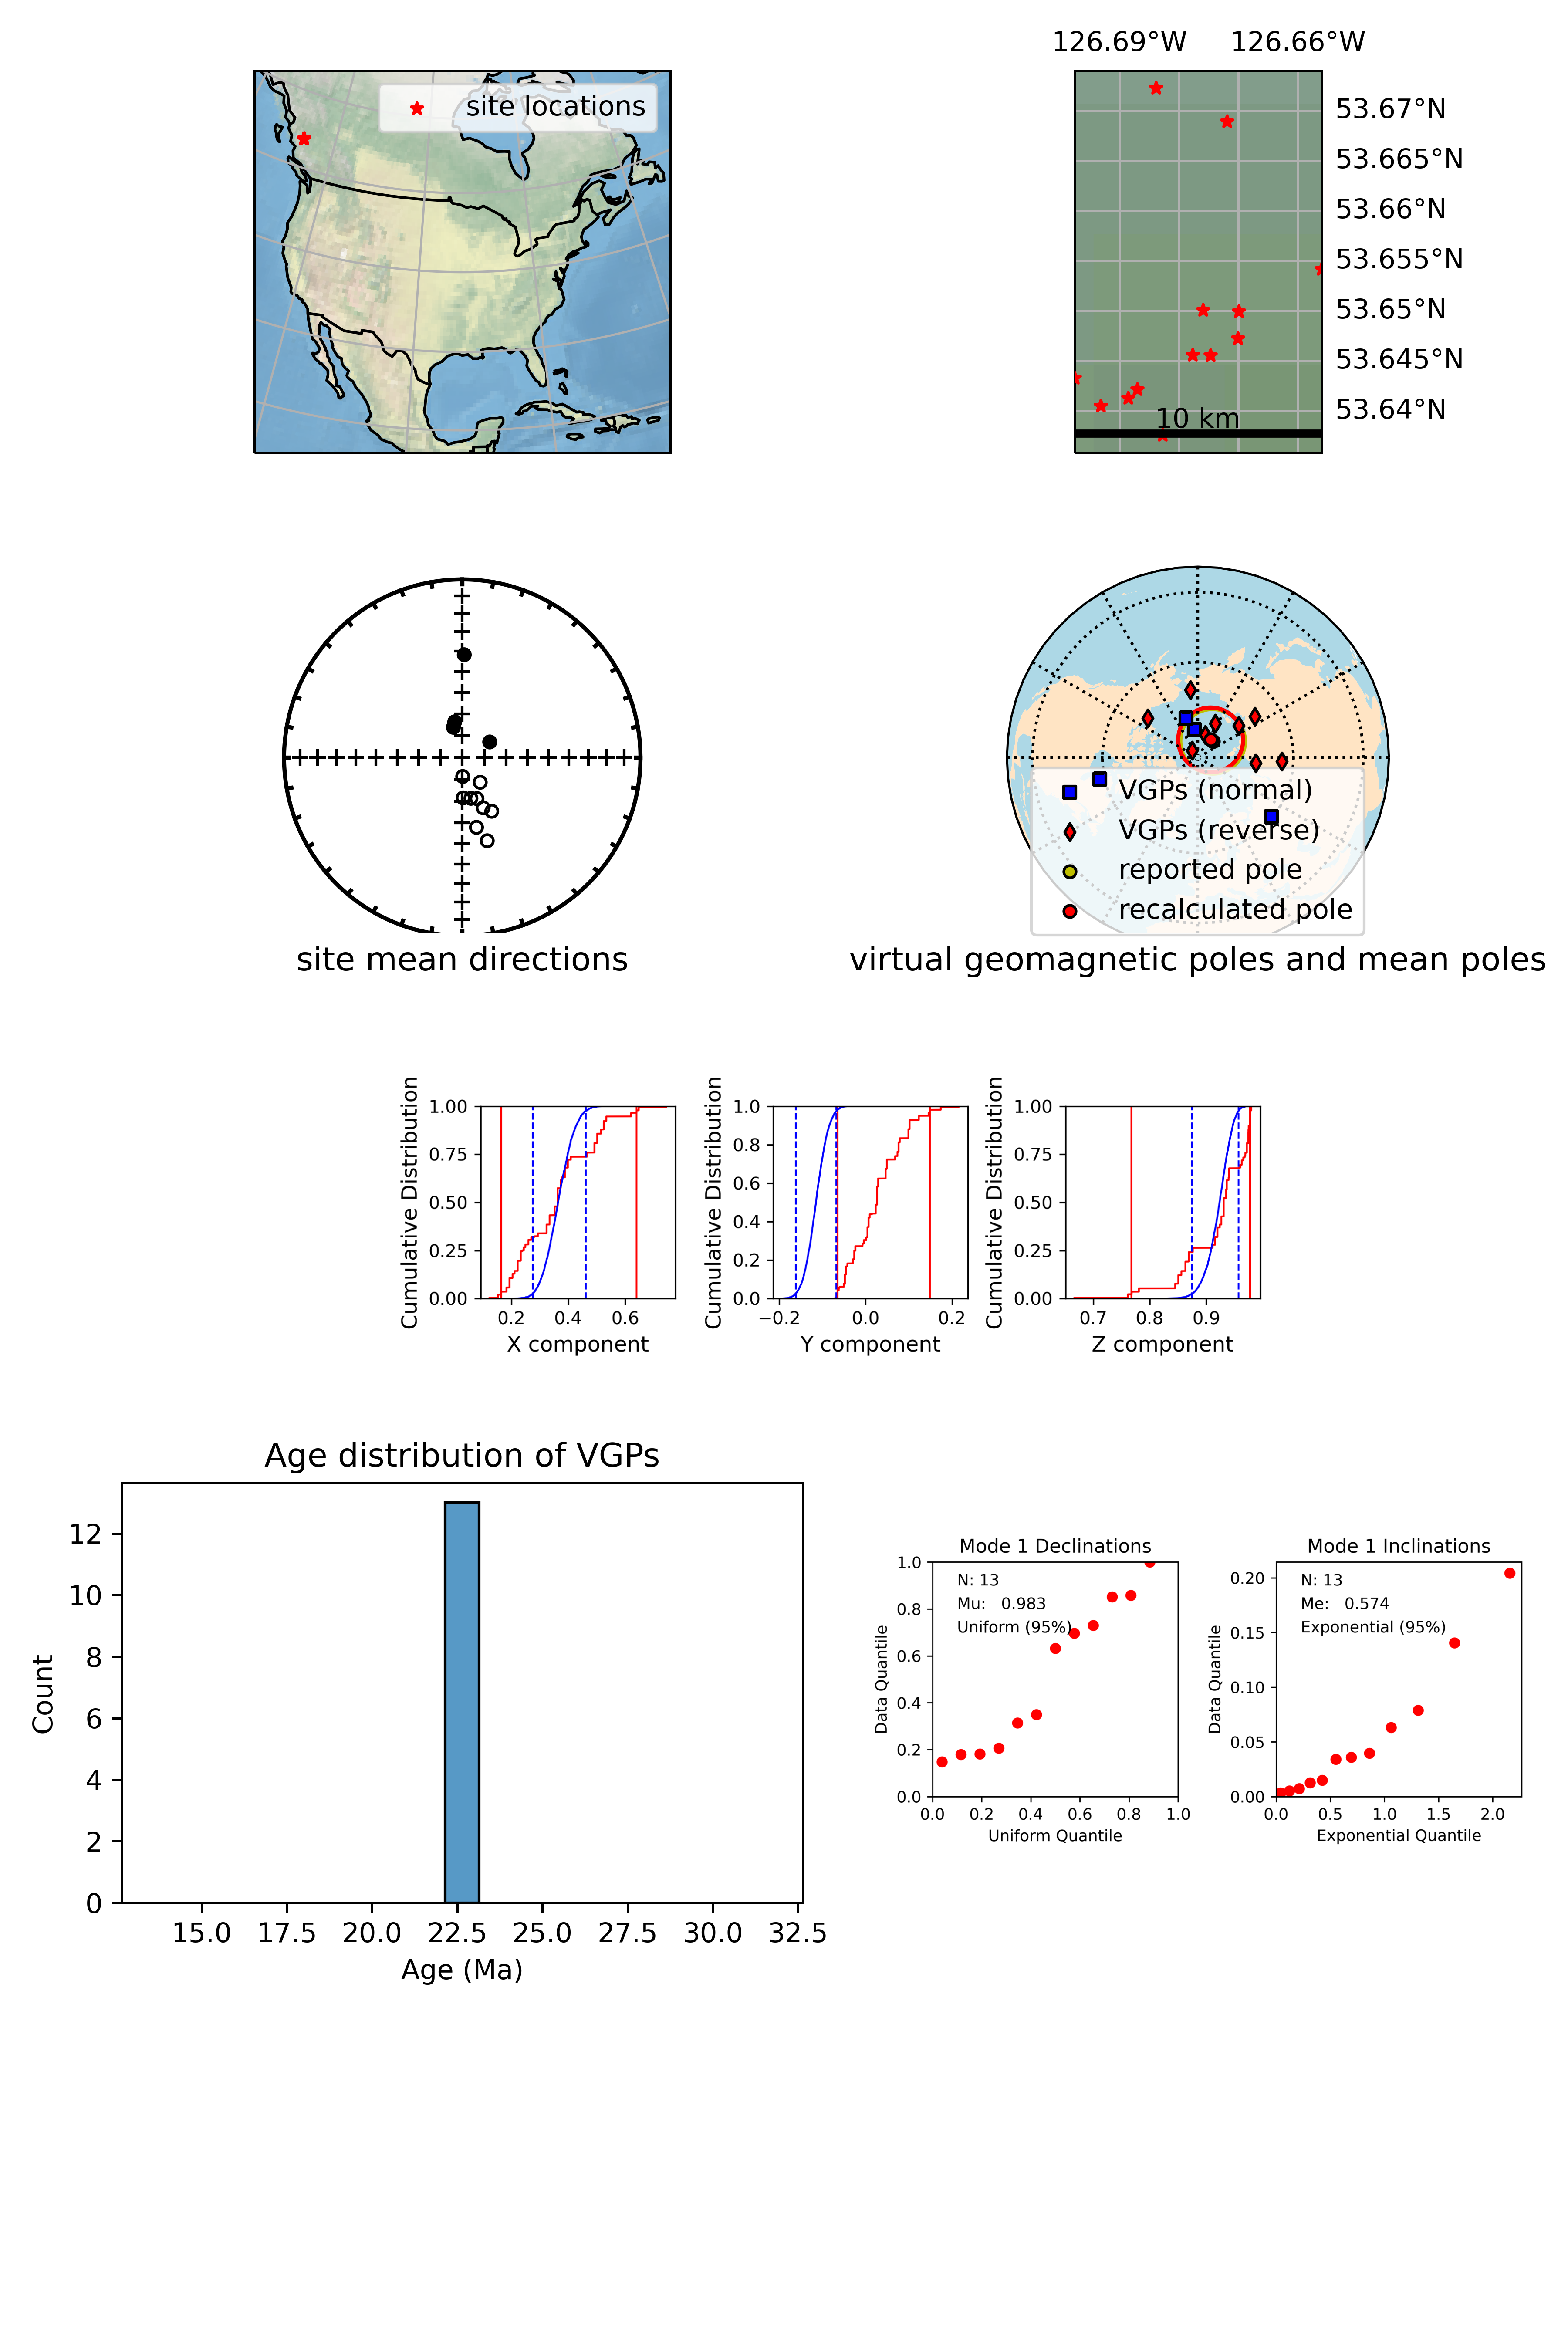 126.69°W 126.66°W
site locations
53.67°N
53.665°N
53.66°N
53.655°N
53.65°N
53.645°N
53.64°N
10 km
site mean directions
VGPs (normal)
VGPs (reverse)
reported pole
recalculated pole
virtual geomagnetic poles and mean poles
Cumulative Distribution
1.00
0.75
0.50
0.25
0.00
0.2 0.4 0.6
X component
Cumulative Distribution
1.0
0.8
0.6
0.4
0.2
0.0
−0.2 0.0 0.2
Y component
Cumulative Distribution
1.00
0.75
0.50
0.25
0.00
0.7 0.8 0.9
Z component
Age distribution of VGPs
Count
12
10
8
6
4
2
0
15.0 17.5 20.0 22.5 25.0 27.5 30.0 32.5
Age (Ma)
Mode 1 Declinations
N: 13
Mu: 0.983
Uniform (95%)
Data Quantile
1.0
0.8
0.6
0.4
0.2
0.0
0.0 0.2 0.4 0.6 0.8 1.0
Uniform Quantile
Mode 1 Inclinations
N: 13
Me: 0.574
Exponential (95%)
Data Quantile
0.20
0.15
0.10
0.05
0.00
0.0 0.5 1.0 1.5 2.0
Exponential Quantile